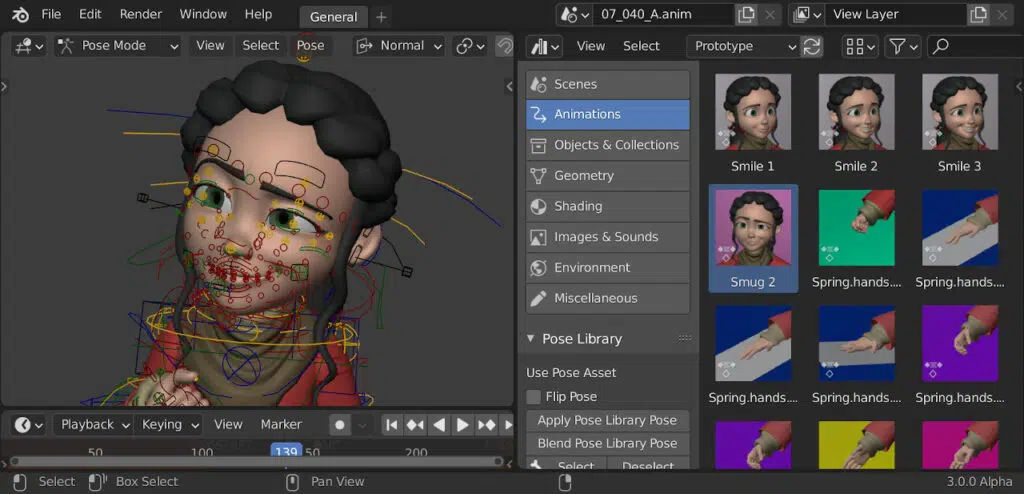 File Edit Render Window Help General + 07_040_A.anim View Layer
Pose Mode View Select Pose Normal View Select Prototype
Scenes
Animations
Objects & Collections
Geometry
Shading
Images & Sounds
Environment
Miscellaneous
Pose Library
Use Pose Asset
Flip Pose
Apply Pose Library Pose
Blend Pose Library Pose
Select Deselect
Smile 1 Smile 2 Smile 3
Smug 2 Spring.hands.... Spring.hands....
Spring.hands.... Spring.hands.... Spring.hands....
Playback Keying View Marker
50 100 139 50 200
Select Box Select Pan View 3.0.0 Alpha